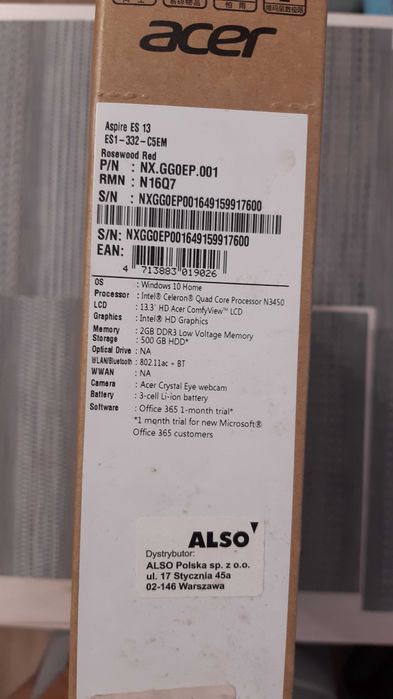 acer
Aspire ES 13
ES1-332-C5EM
Rosewood Red
P/N : NX.GG0EP.001
RMN : N16Q7
S/N : NXGG0EP001649159917600
S/N: NXGG0EP001649159917600
EAN:
4 713883 019026
OS : Windows 10 Home
Processor : Intel® Celeron® Quad Core Processor N3450
LCD : 13.3" HD Acer ComfyView™ LCD
Graphics : Intel® HD Graphics
Memory : 2GB DDR3 Low Voltage Memory
Storage : 500 GB HDD*
Optical Drive : NA
WLAN/Bluetooth : 802.11ac + BT
WWAN : NA
Camera : Acer Crystal Eye webcam
Battery : 3-cell Li-ion battery
Software : Office 365 1-month trial*
*1 month trial for new Microsoft®
Office 365 customers
ALSO
Dystrybutor:
ALSO Polska sp. z o.o.
ul. 17 Stycznia 45a
02-146 Warszawa